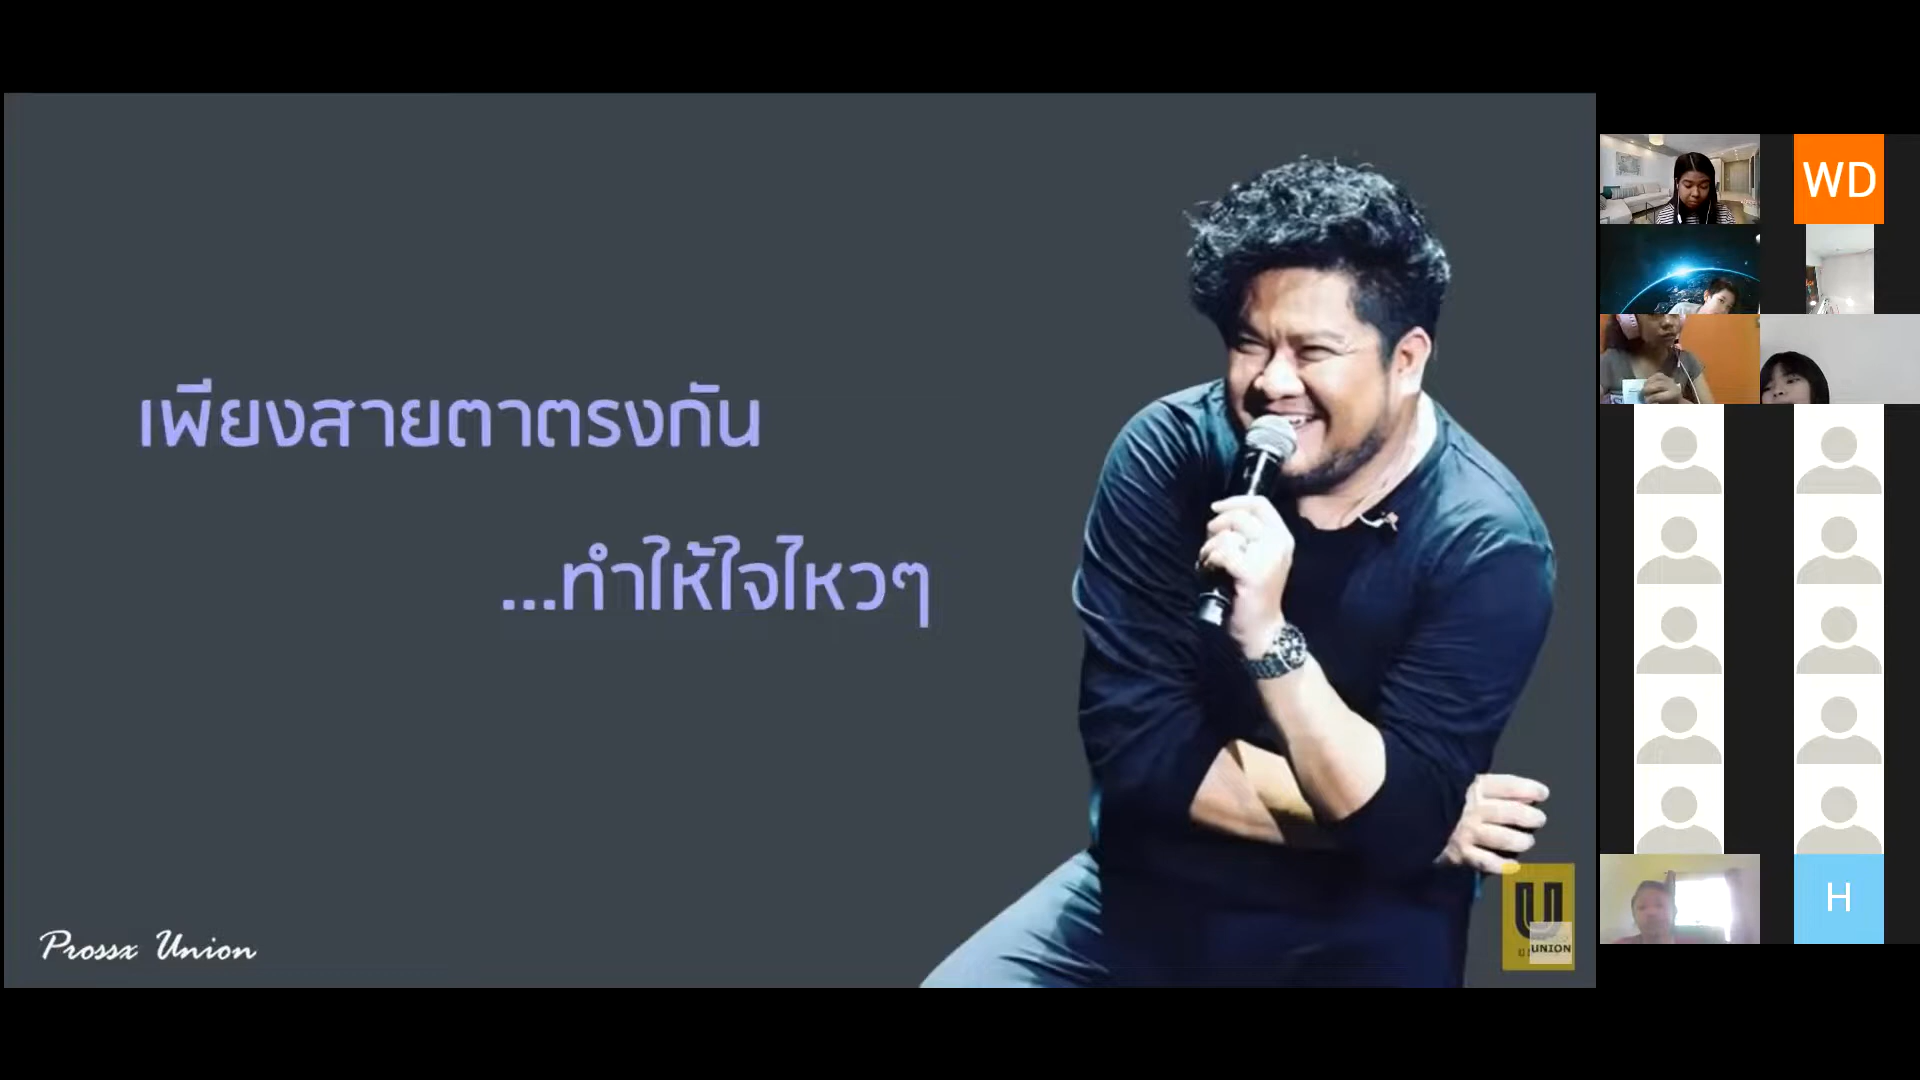 เพียงสายตาตรงกัน
...ทำให้ใจไหวๆ
Prossx Union
U
UNION
WD
H